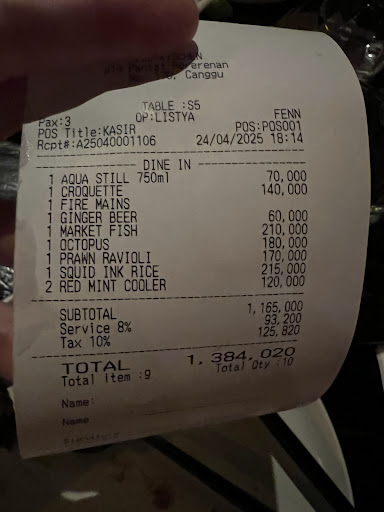 erenan
Canggu
TABLE :S5
Pax:3 OP:LISTYA FENN
POS Title:KASIR POS:POS001
Rcpt#:A25040001106 24/04/2025 18:14
DINE IN
1 AQUA STILL 750ml 70,000
1 CROQUETTE 140,000
1 FIRE MAINS
1 GINGER BEER 60,000
1 MARKET FISH 210,000
1 OCTOPUS 180,000
1 PRAWN RAVIOLI 170,000
1 SQUID INK RICE 215,000
2 RED MINT COOLER 120,000
SUBTOTAL 1,165,000
Service 8% 93,200
Tax 10% 125,820
TOTAL 1,384,020
Total Item :9 Total Qty :10
Name:
Name